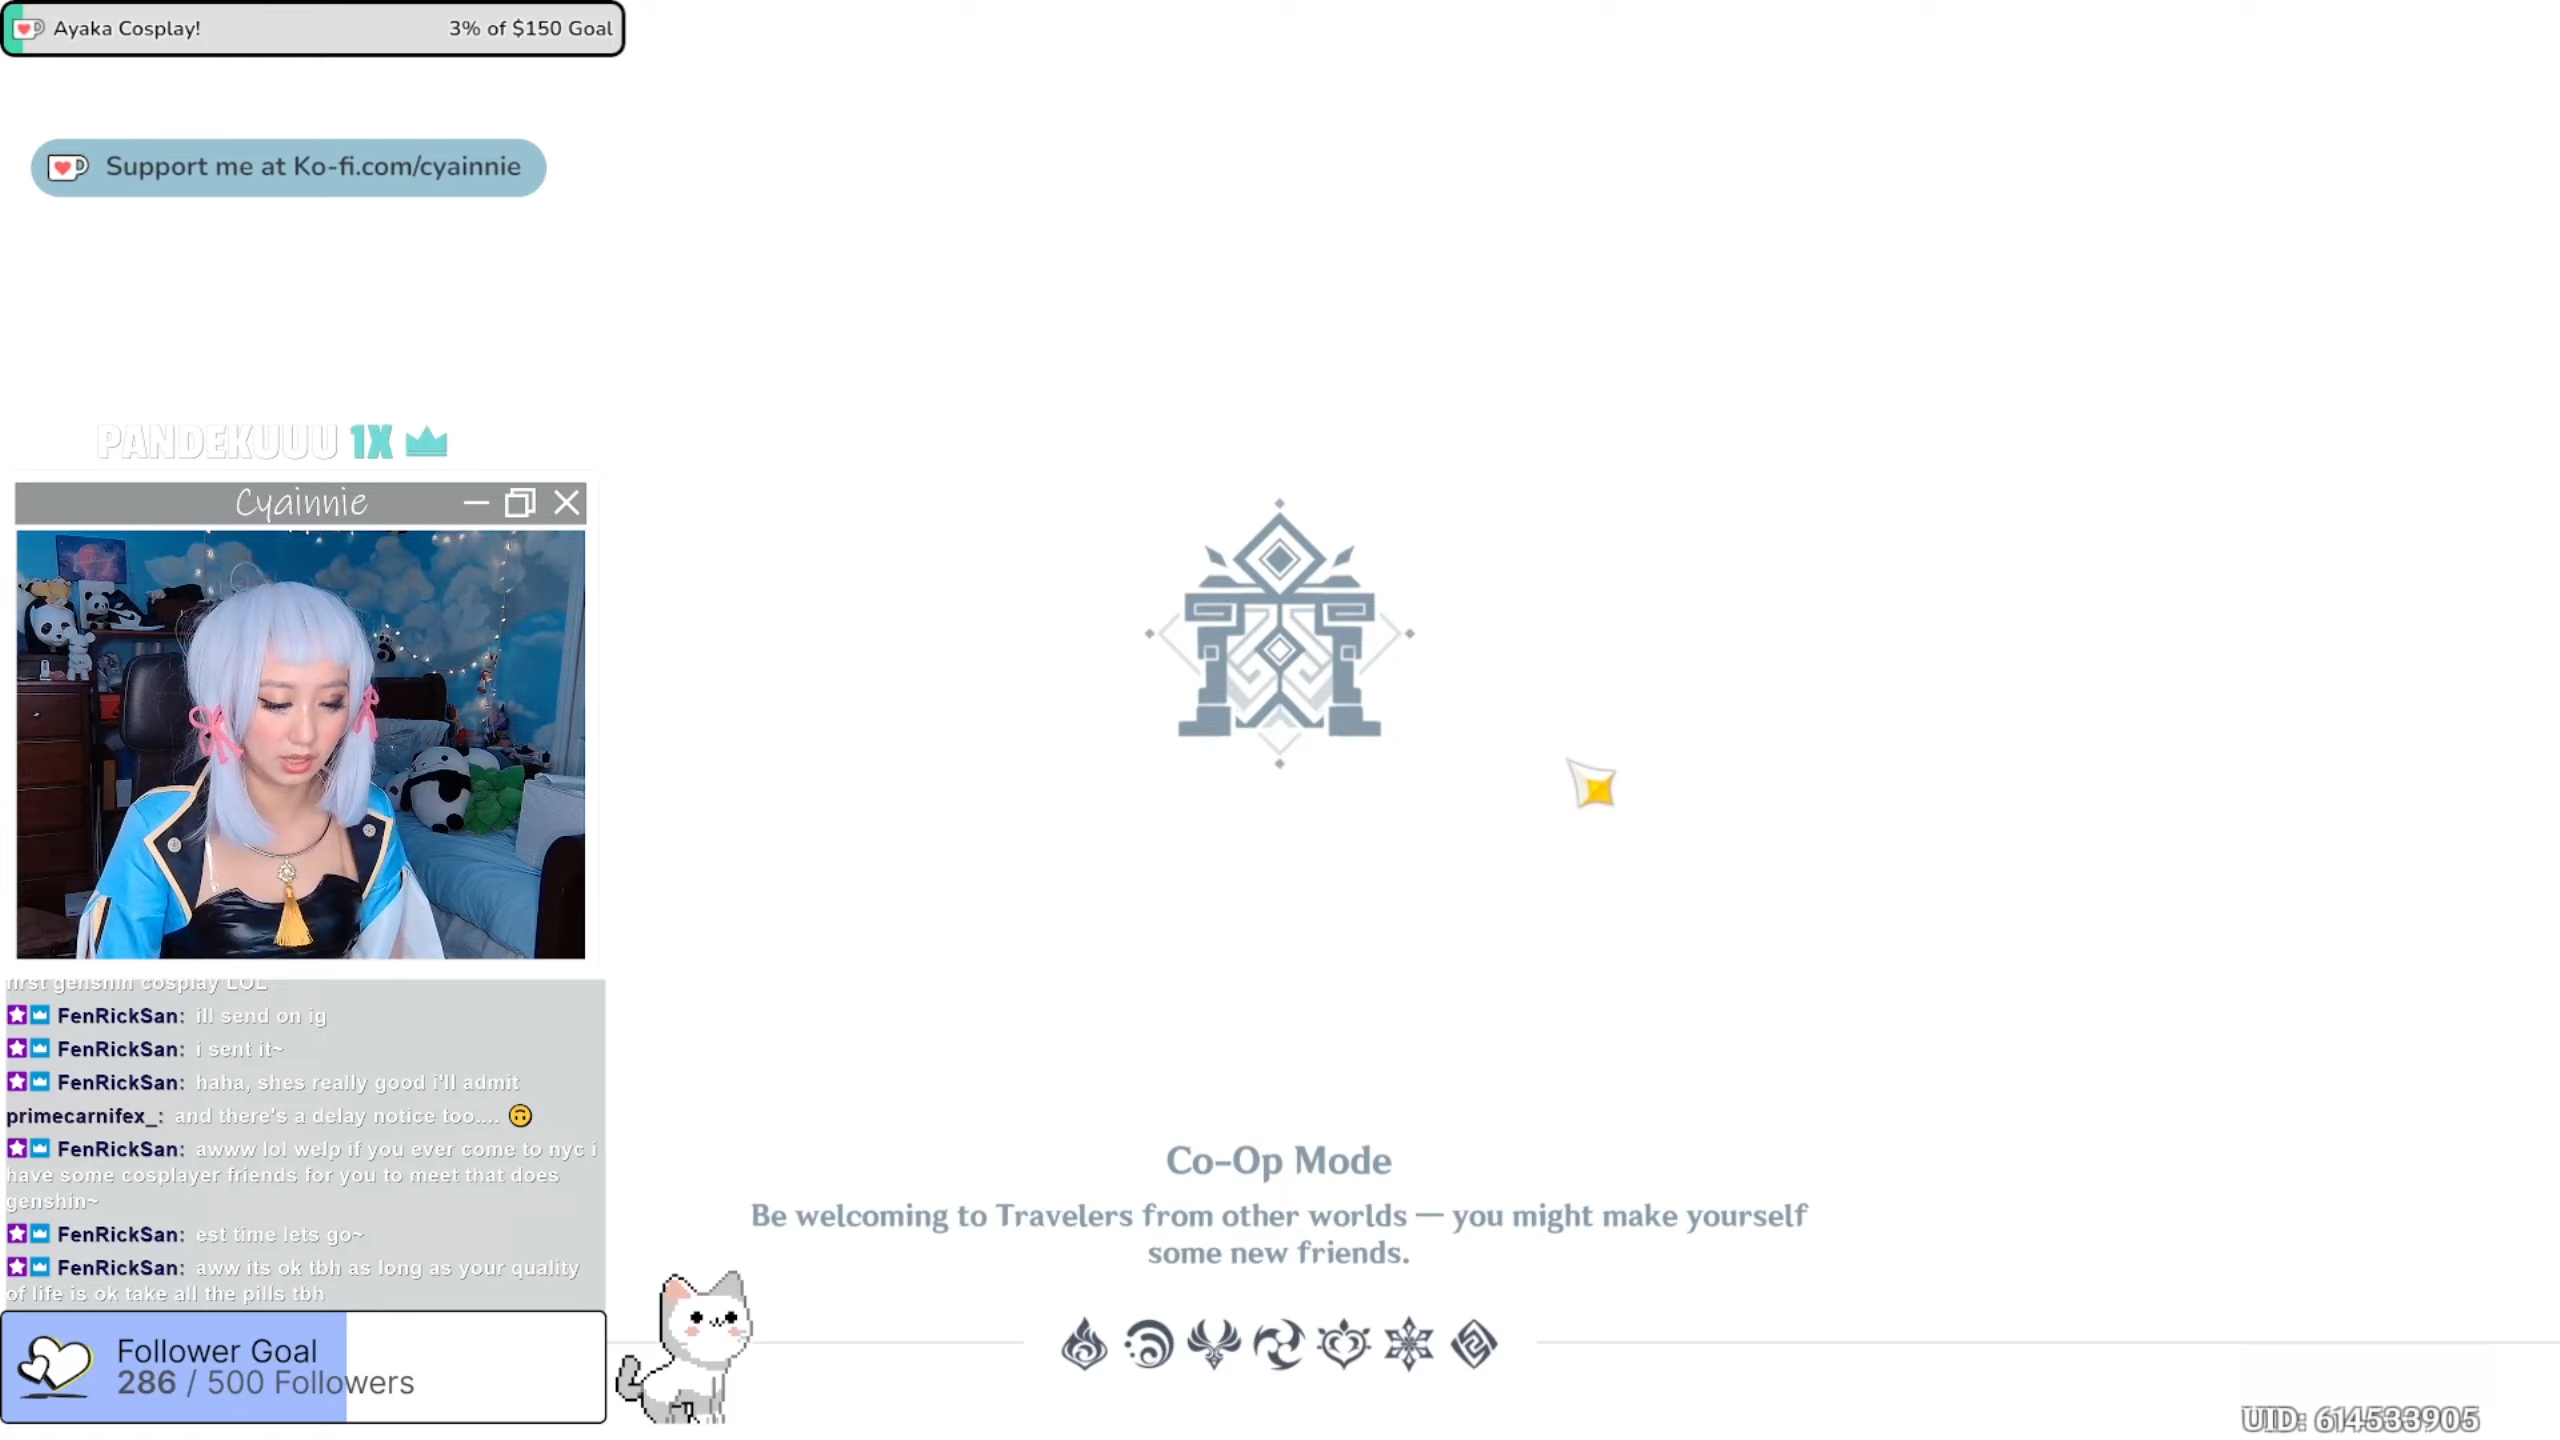 Ayaka Cosplay! 3% of $150 Goal
Support me at Ko-fi.com/cyainnie
PANDEKUUU 1X
Cyainnie
first genshin cosplay LOL
FenRickSan: ill send on ig
FenRickSan: i sent it~
FenRickSan: haha, shes really good i'll admit
primecarnifex_: and there's a delay notice too....
FenRickSan: awww lol welp if you ever come to nyc i
have some cosplayer friends for you to meet that does
genshin~
FenRickSan: est time lets go~
FenRickSan: aww its ok tbh as long as your quality
of life is ok take all the pills tbh
Follower Goal
286 / 500 Followers
Co-Op Mode
Be welcoming to Travelers from other worlds — you might make yourself
some new friends.
UID: 614533905